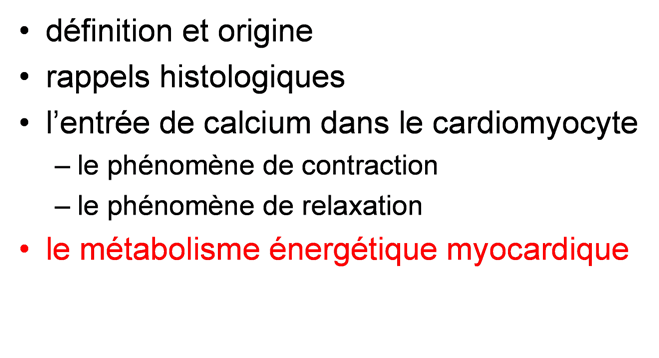 • définition et origine
• rappels histologiques
• l’entrée de calcium dans le cardiomyocyte
– le phénomène de contraction
– le phénomène de relaxation
• le métabolisme énergétique myocardique